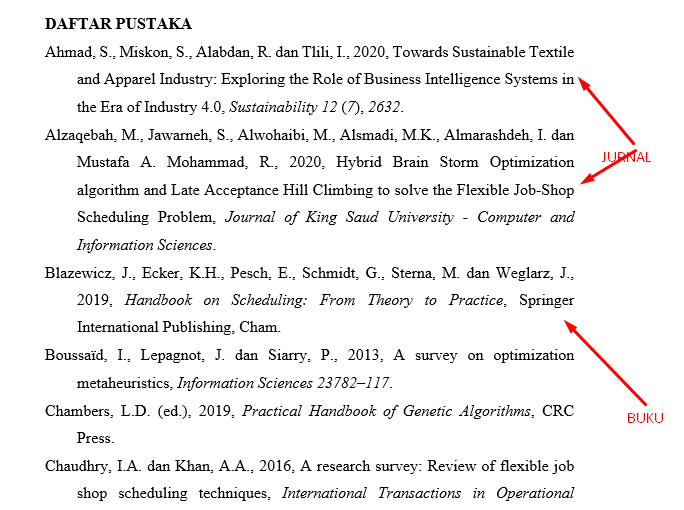 DAFTAR PUSTAKA
Ahmad, S., Miskon, S., Alabdan, R. dan Tlili, I., 2020, Towards Sustainable Textile
and Apparel Industry: Exploring the Role of Business Intelligence Systems in
the Era of Industry 4.0, Sustainability 12 (7), 2632.
Alzaqebah, M., Jawarneh, S., Alwohaibi, M., Alsmadi, M.K., Almarashdeh, I. dan
Mustafa A. Mohammad, R., 2020, Hybrid Brain Storm Optimization
JURNAL
algorithm and Late Acceptance Hill Climbing to solve the Flexible Job-Shop
Scheduling Problem, Journal of King Saud University - Computer and
Information Sciences.
Blazewicz, J., Ecker, K.H., Pesch, E., Schmidt, G., Sterna, M. dan Weglarz, J.,
2019, Handbook on Scheduling: From Theory to Practice, Springer
International Publishing, Cham.
Boussaïd, I., Lepagnot, J. dan Siarry, P., 2013, A survey on optimization
metaheuristics, Information Sciences 23782–117.
Chambers, L.D. (ed.), 2019, Practical Handbook of Genetic Algorithms, CRC
BUKU
Press.
Chaudhry, I.A. dan Khan, A.A., 2016, A research survey: Review of flexible job
shop scheduling techniques, International Transactions in Operational